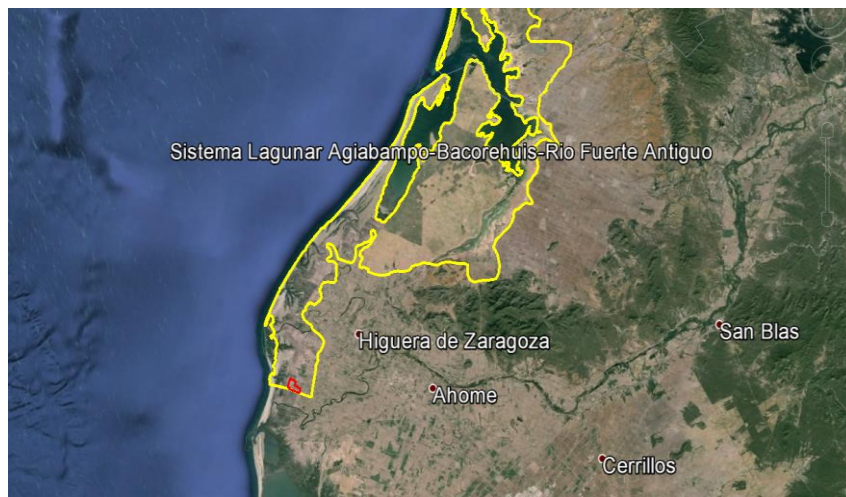 Sistema Lagunar Agiabampo-Bacorehuis-Rio Fuerte Antiguo
San Blas
Higuera de Zaragoza
Ahome
Cerrillos